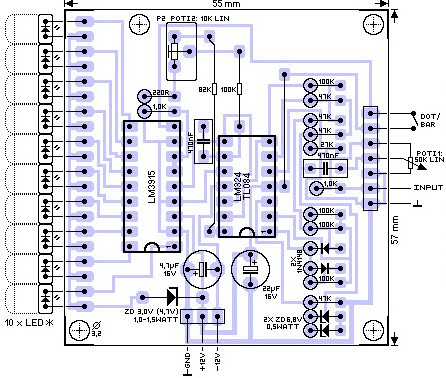 55 mm
P2 POTI2: 10K LIN
220R
1,0K
82K
100K
470nF
LM3915
LM324
TL084
100K
47K
47K
47K
27K
470nF
1,0K
100K
100K
2X
1N4148
100K
47K
2X ZD 6,8V
0,5WATT
DOT/
BAR
POTI1:
50K LIN
INPUT
57 mm
4,7µF
16V
22µF
16V
ZD 3,0V (4,7V)
1,0-1,5WATT
10 x LED*
Ø
3,2
-GND
+12V
-12V